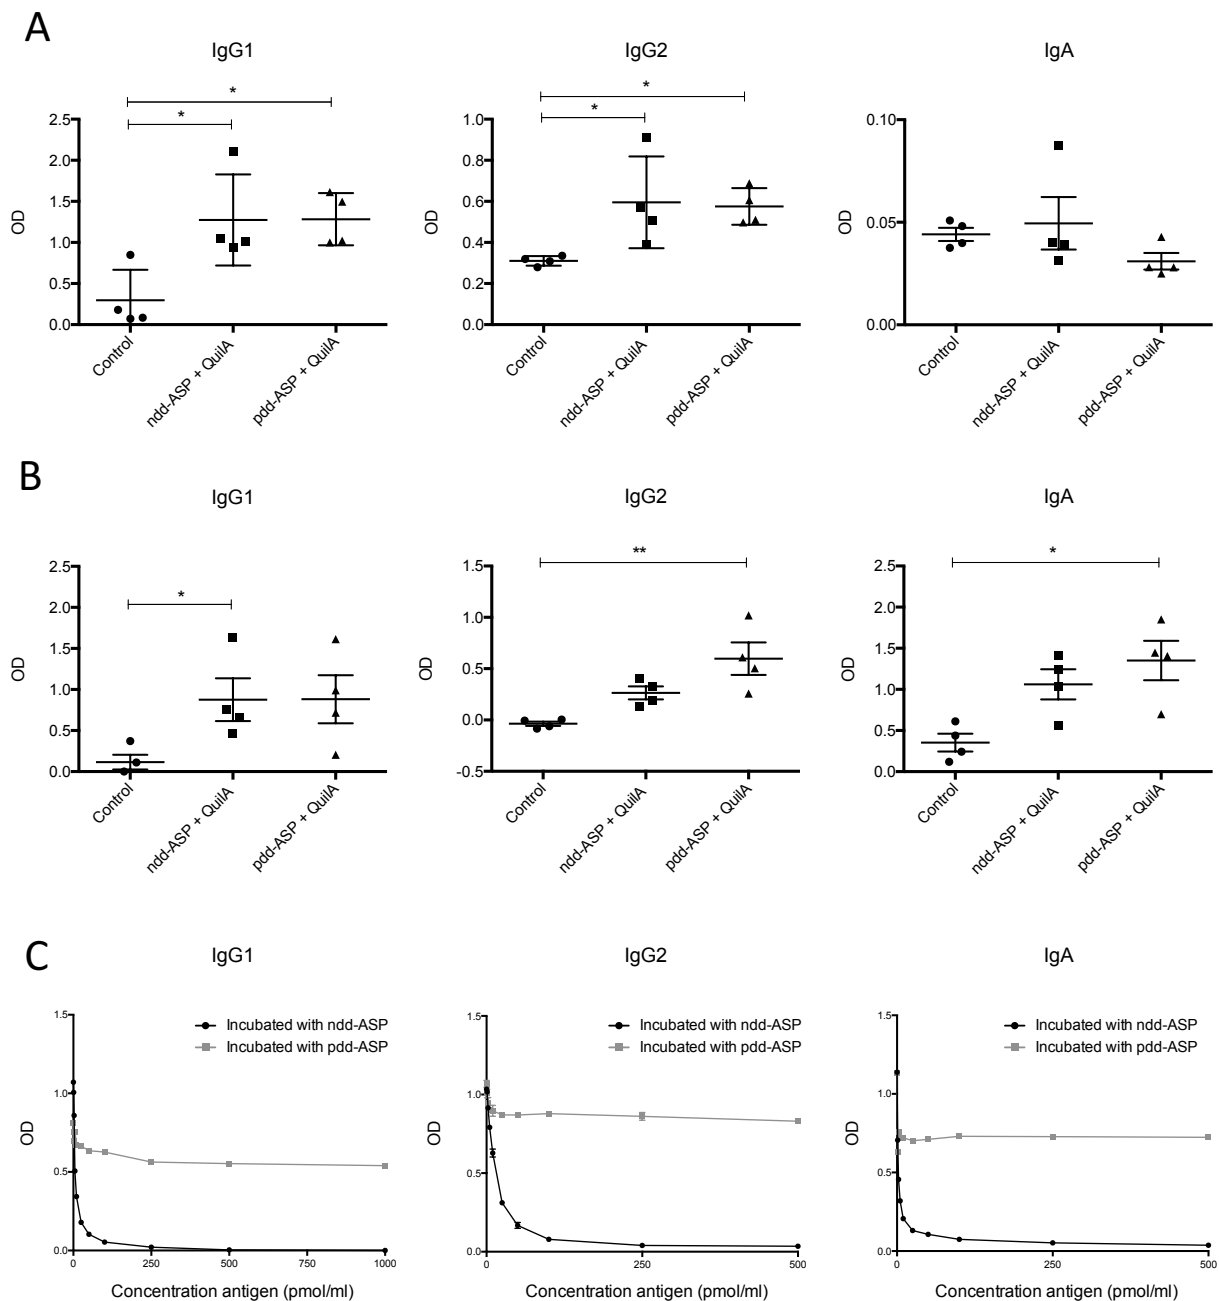 A
IgG1 IgG2 IgA
* * * *
2.5 2.0 1.5 1.0 0.5 0.0
OD
Control ndd-ASP + QuilA pdd-ASP + QuilA
1.0 0.8 0.6 0.4 0.2 0.0
OD
Control ndd-ASP + QuilA pdd-ASP + QuilA
0.10 0.05 0.00
OD
Control ndd-ASP + QuilA pdd-ASP + QuilA
B
IgG1 IgG2 IgA
* ** *
2.5 2.0 1.5 1.0 0.5 0.0
OD
Control ndd-ASP + QuilA pdd-ASP + QuilA
1.5 1.0 0.5 0.0 -0.5
OD
Control ndd-ASP + QuilA pdd-ASP + QuilA
2.5 2.0 1.5 1.0 0.5 0.0
OD
Control ndd-ASP + QuilA pdd-ASP + QuilA
C
IgG1 IgG2 IgA
Incubated with ndd-ASP
Incubated with pdd-ASP
1.5 1.0 0.5 0.0
OD
0 250 500 750 1000
Concentration antigen (pmol/ml)
Incubated with ndd-ASP
Incubated with pdd-ASP
1.5 1.0 0.5 0.0
OD
0 250 500
Concentration antigen (pmol/ml)
Incubated with ndd-ASP
Incubated with pdd-ASP
1.5 1.0 0.5 0.0
OD
0 250 500
Concentration antigen (pmol/ml)